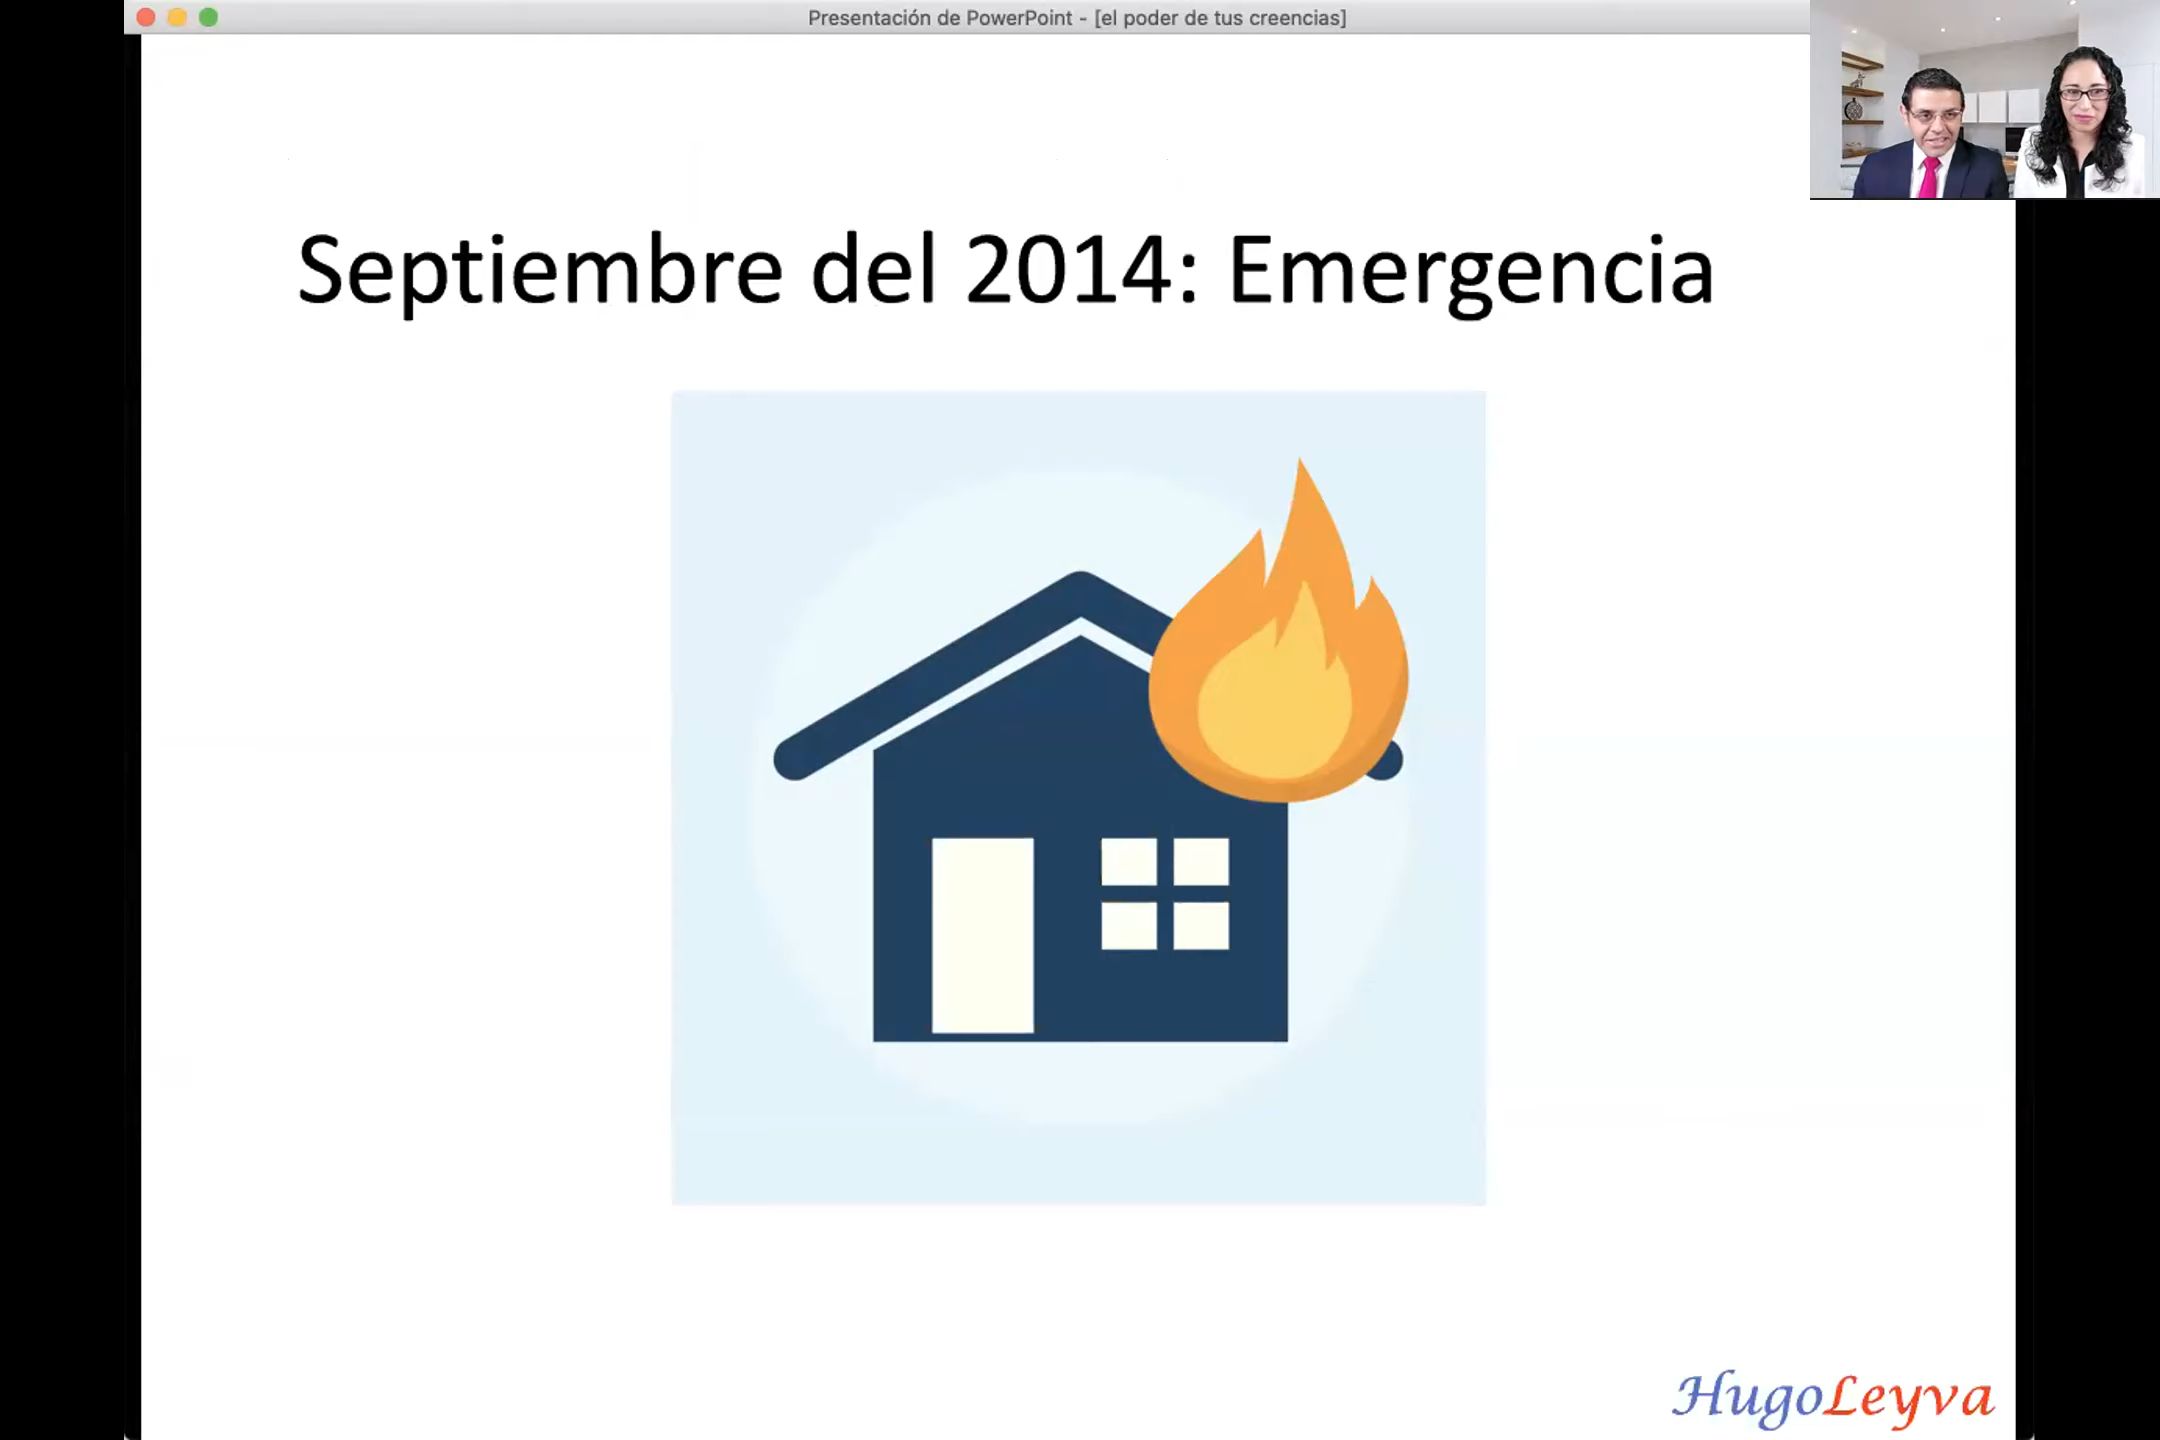 Presentación de PowerPoint - [el poder de tus creencias]
Septiembre del 2014: Emergencia
HugoLeyva